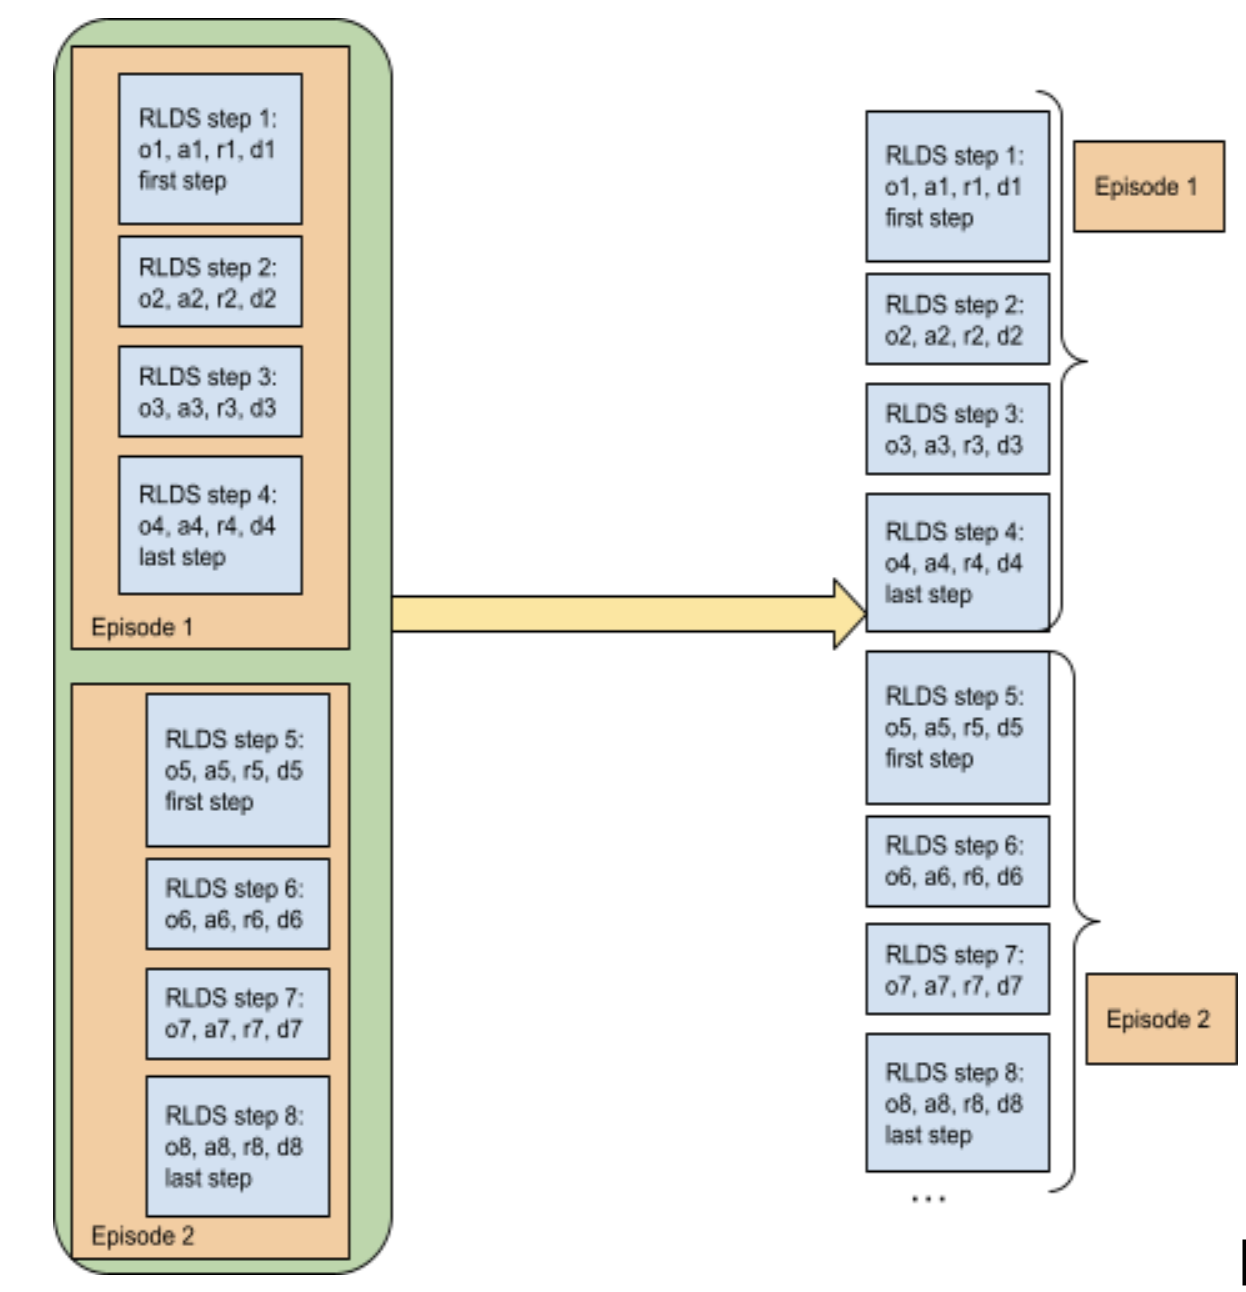 RLDS step 1:
o1, a1, r1, d1
first step
RLDS step 2:
o2, a2, r2, d2
RLDS step 3:
o3, a3, r3, d3
RLDS step 4:
o4, a4, r4, d4
last step
Episode 1
RLDS step 5:
o5, a5, r5, d5
first step
RLDS step 6:
o6, a6, r6, d6
RLDS step 7:
o7, a7, r7, d7
RLDS step 8:
o8, a8, r8, d8
last step
Episode 2
RLDS step 1:
o1, a1, r1, d1
first step
RLDS step 2:
o2, a2, r2, d2
RLDS step 3:
o3, a3, r3, d3
RLDS step 4:
o4, a4, r4, d4
last step
Episode 1
RLDS step 5:
o5, a5, r5, d5
first step
RLDS step 6:
o6, a6, r6, d6
RLDS step 7:
o7, a7, r7, d7
RLDS step 8:
o8, a8, r8, d8
last step
...
Episode 2